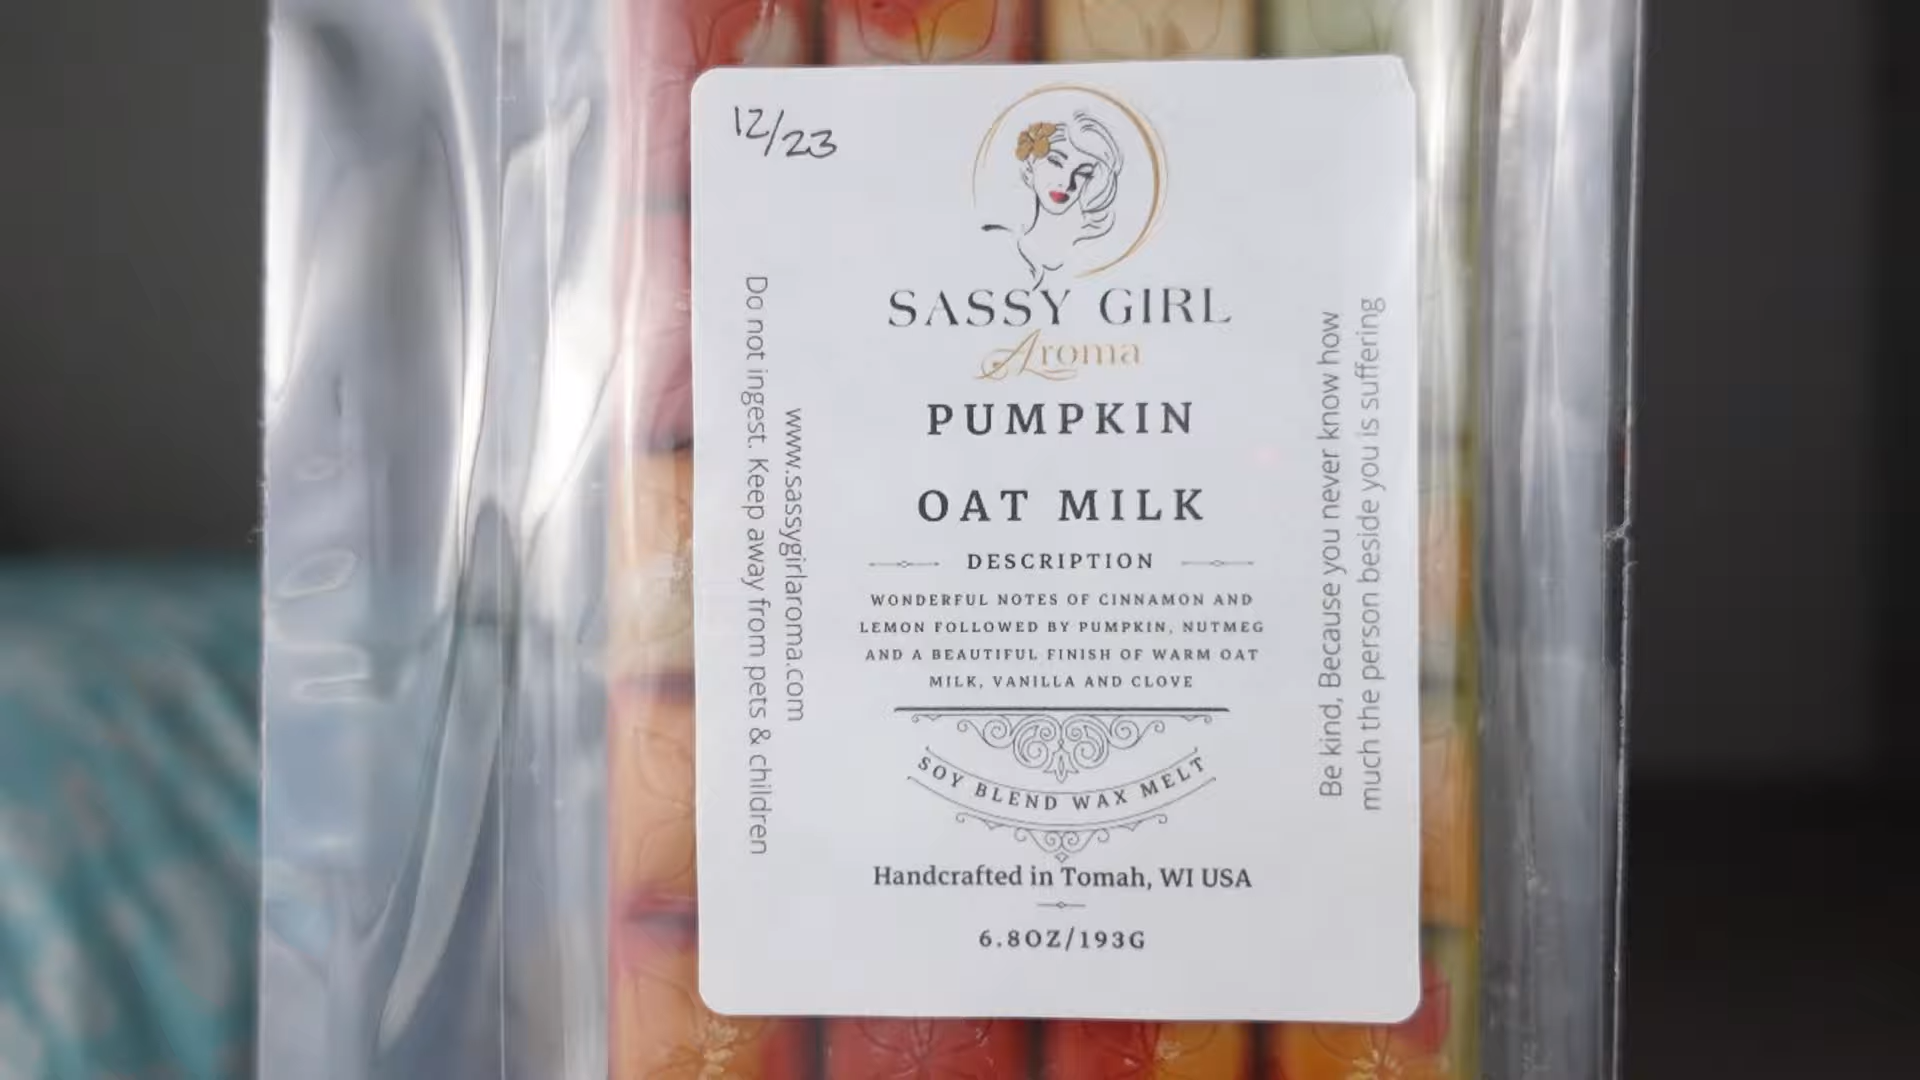 12/23
SASSY GIRL
Aroma
PUMPKIN
OAT MILK
DESCRIPTION
WONDERFUL NOTES OF CINNAMON AND
LEMON FOLLOWED BY PUMPKIN, NUTMEG
AND A BEAUTIFUL FINISH OF WARM OAT
MILK, VANILLA AND CLOVE
SOY BLEND WAX MELT
Handcrafted in Tomah, WI USA
6.8OZ/193G
www.sassygirlaroma.com
Do not ingest. Keep away from pets & children
Be kind, Because you never know how
much the person beside you is suffering